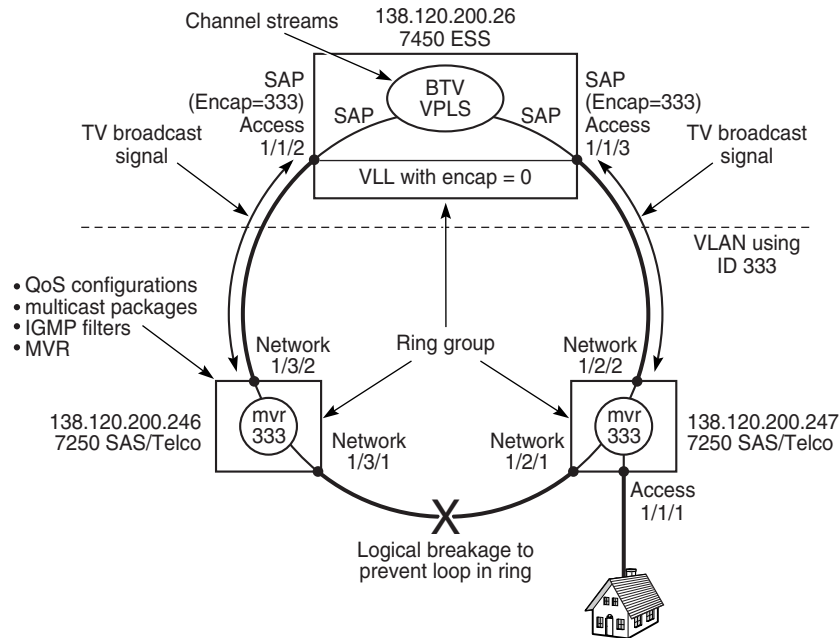 138.120.200.26
7450 ESS
Channel streams
SAP
(Encap=333)
Access
1/1/2
SAP
BTV
VPLS
SAP
SAP
(Encap=333)
Access
1/1/3
TV broadcast
signal
TV broadcast
signal
VLL with encap = 0
VLAN using
ID 333
• QoS configurations
• multicast packages
• IGMP filters
• MVR
Network
1/3/2
Ring group
Network
1/2/2
138.120.200.246
7250 SAS/Telco
mvr
333
Network
1/3/1
Network
1/2/1
mvr
333
138.120.200.247
7250 SAS/Telco
Access
1/1/1
X
Logical breakage to
prevent loop in ring